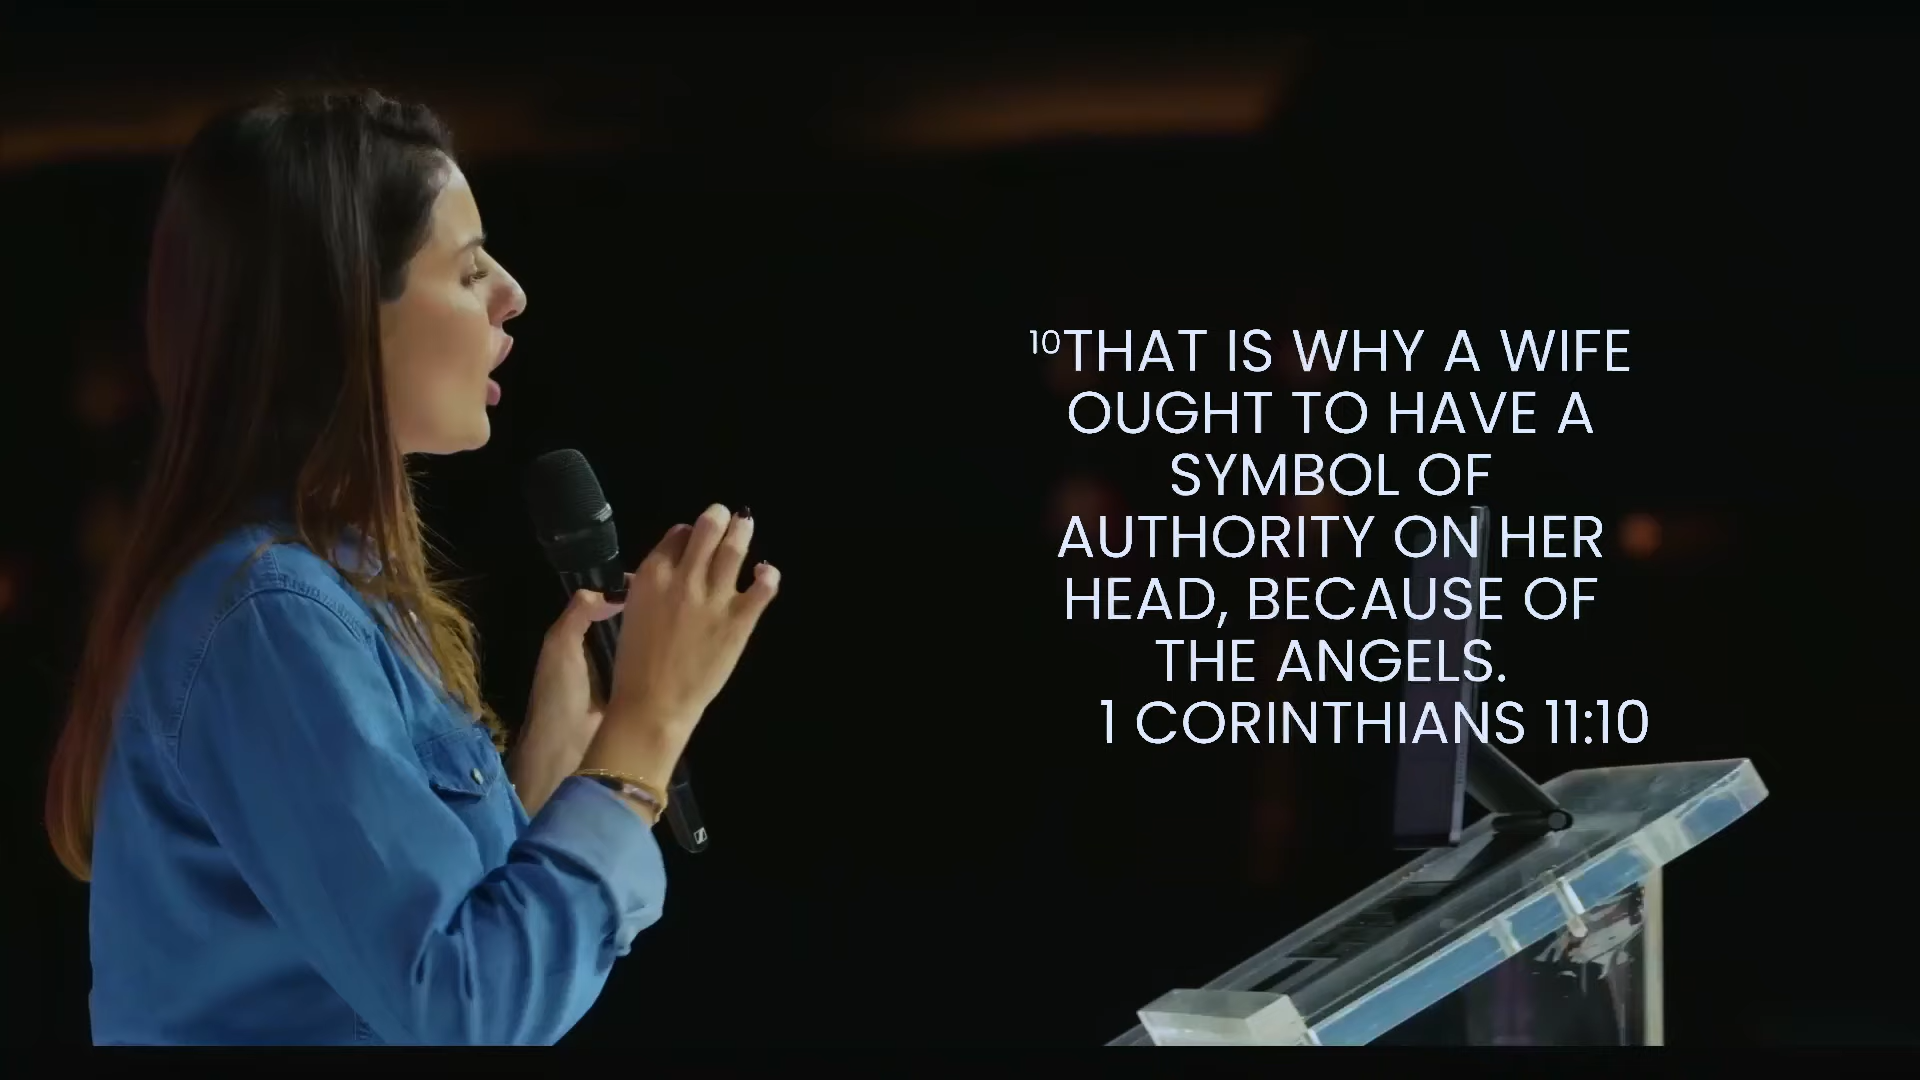 ¹⁰THAT IS WHY A WIFE
OUGHT TO HAVE A
SYMBOL OF
AUTHORITY ON HER
HEAD, BECAUSE OF
THE ANGELS.
1 CORINTHIANS 11:10